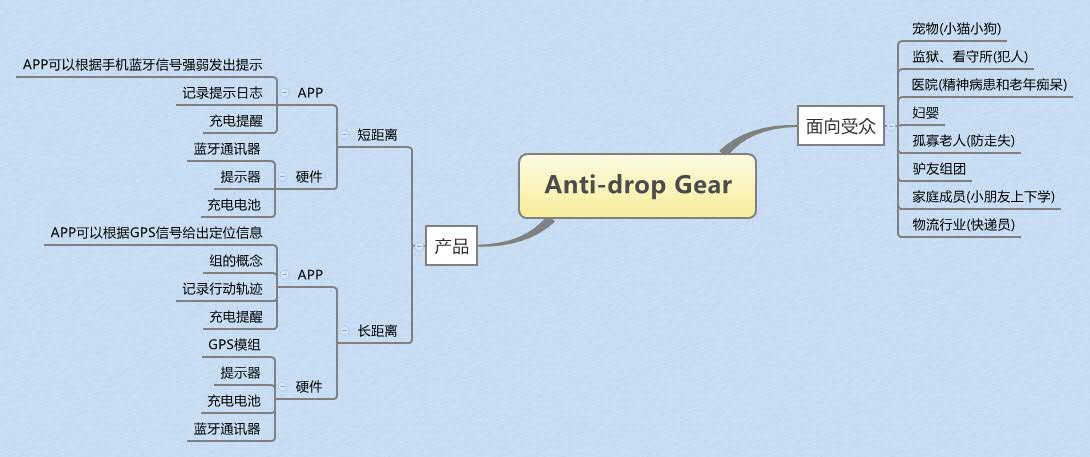 Anti-drop Gear
面向受众
宠物(小猫小狗)
监狱、看守所(犯人)
医院(精神病患和老年痴呆)
妇婴
孤寡老人(防走失)
驴友组团
家庭成员(小朋友上下学)
物流行业(快递员)
产品
短距离
APP
APP可以根据手机蓝牙信号强弱发出提示
记录提示日志
充电提醒
硬件
蓝牙通讯器
提示器
充电电池
长距离
APP
APP可以根据GPS信号给出定位信息
组的概念
记录行动轨迹
充电提醒
硬件
GPS模组
提示器
充电电池
蓝牙通讯器